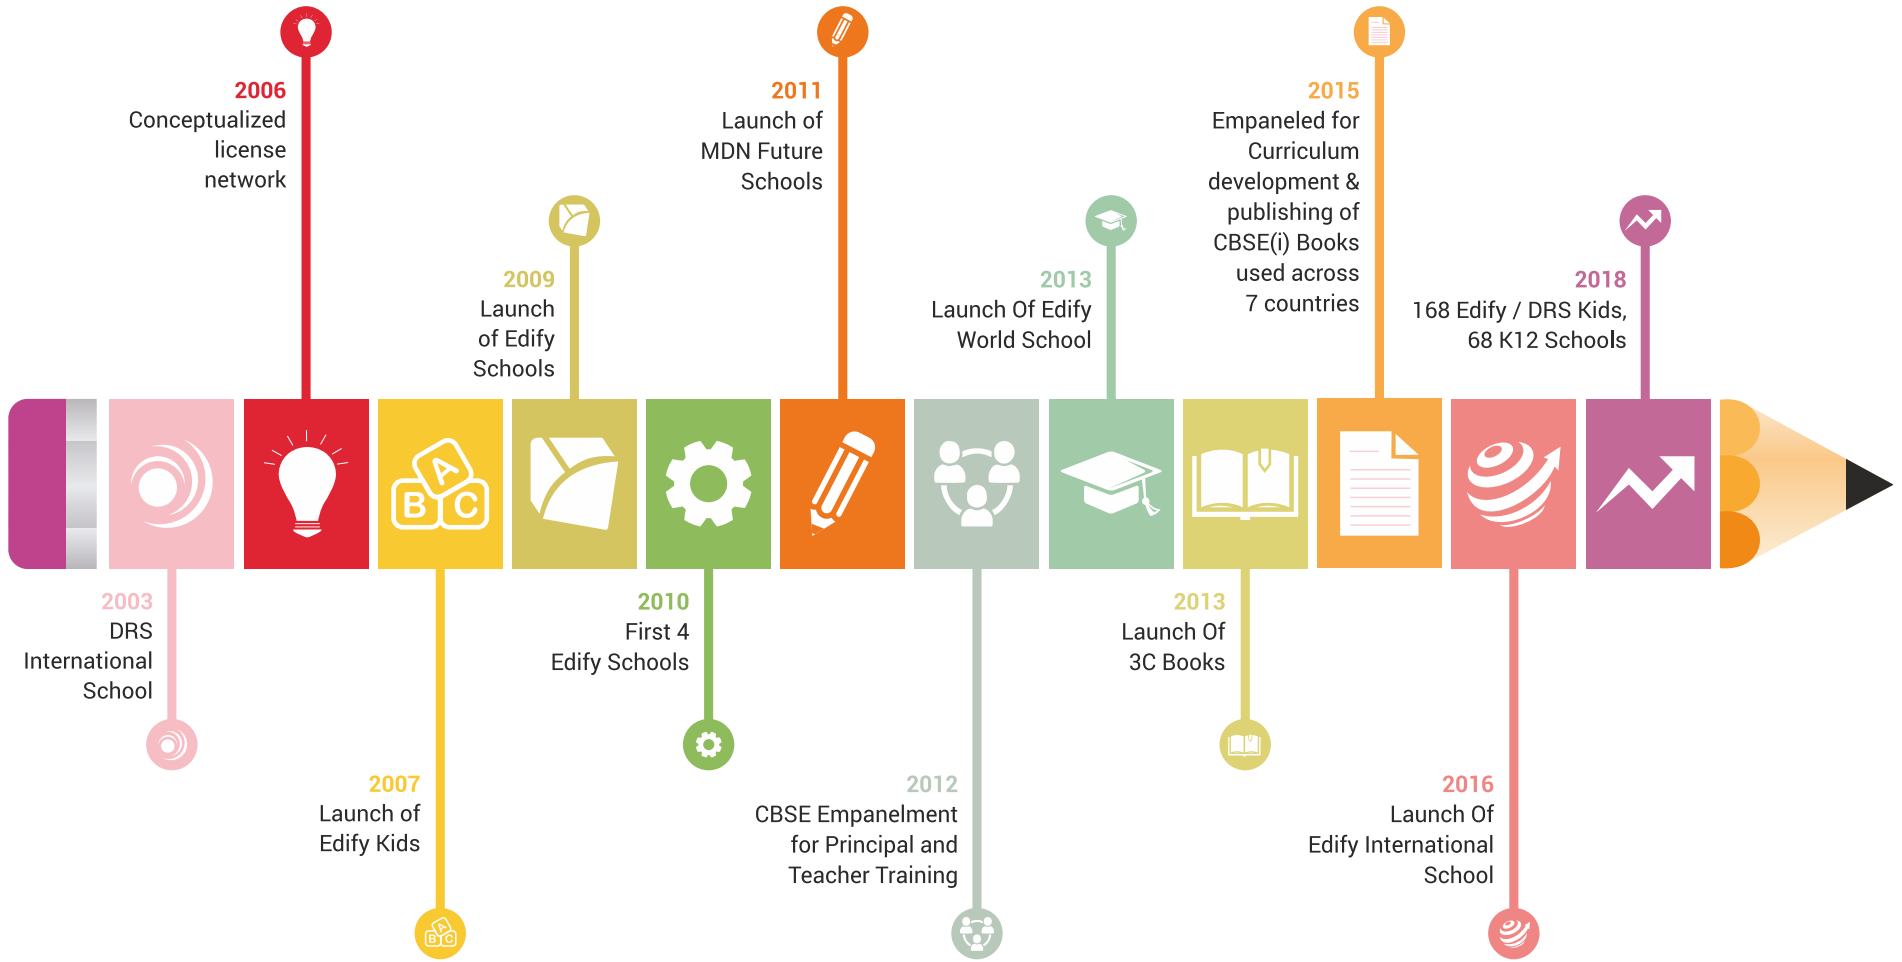 2006
Conceptualized
license
network
2011
Launch of
MDN Future
Schools
2015
Empaneled for
Curriculum
development &
publishing of
CBSE(i) Books
used across
7 countries
2009
Launch
of Edify
Schools
2013
Launch Of Edify
World School
2018
168 Edify / DRS Kids,
68 K12 Schools
A
B C
2003
DRS
International
School
2010
First 4
Edify Schools
2013
Launch Of
3C Books
2007
Launch of
Edify Kids
2012
CBSE Empanelment
for Principal and
Teacher Training
2016
Launch Of
Edify International
School
A
B C